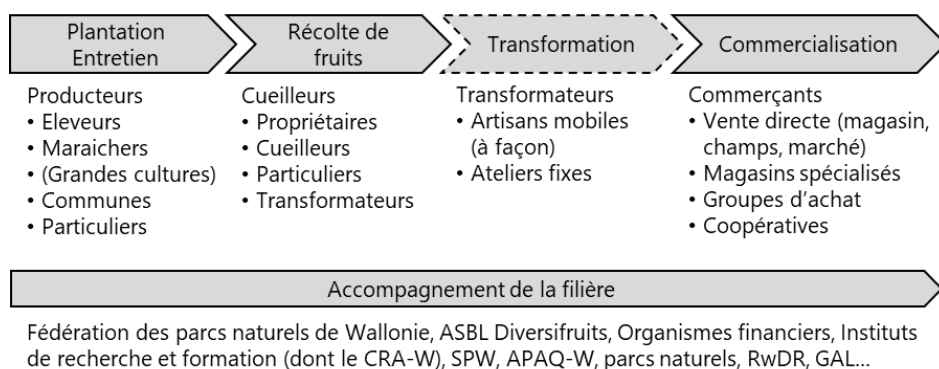 Plantation
Entretien
Récolte de
fruits
Transformation
Commercialisation
Producteurs
• Eleveurs
• Maraichers
• (Grandes cultures)
• Communes
• Particuliers
Cueilleurs
• Propriétaires
• Cueilleurs
• Particuliers
• Transformateurs
Transformateurs
• Artisans mobiles
(à façon)
• Ateliers fixes
Commerçants
• Vente directe (magasin,
champs, marché)
• Magasins spécialisés
• Groupes d'achat
• Coopératives
Accompagnement de la filière
Fédération des parcs naturels de Wallonie, ASBL Diversifruits, Organismes financiers, Instituts
de recherche et formation (dont le CRA-W), SPW, APAQ-W, parcs naturels, RwDR, GAL...